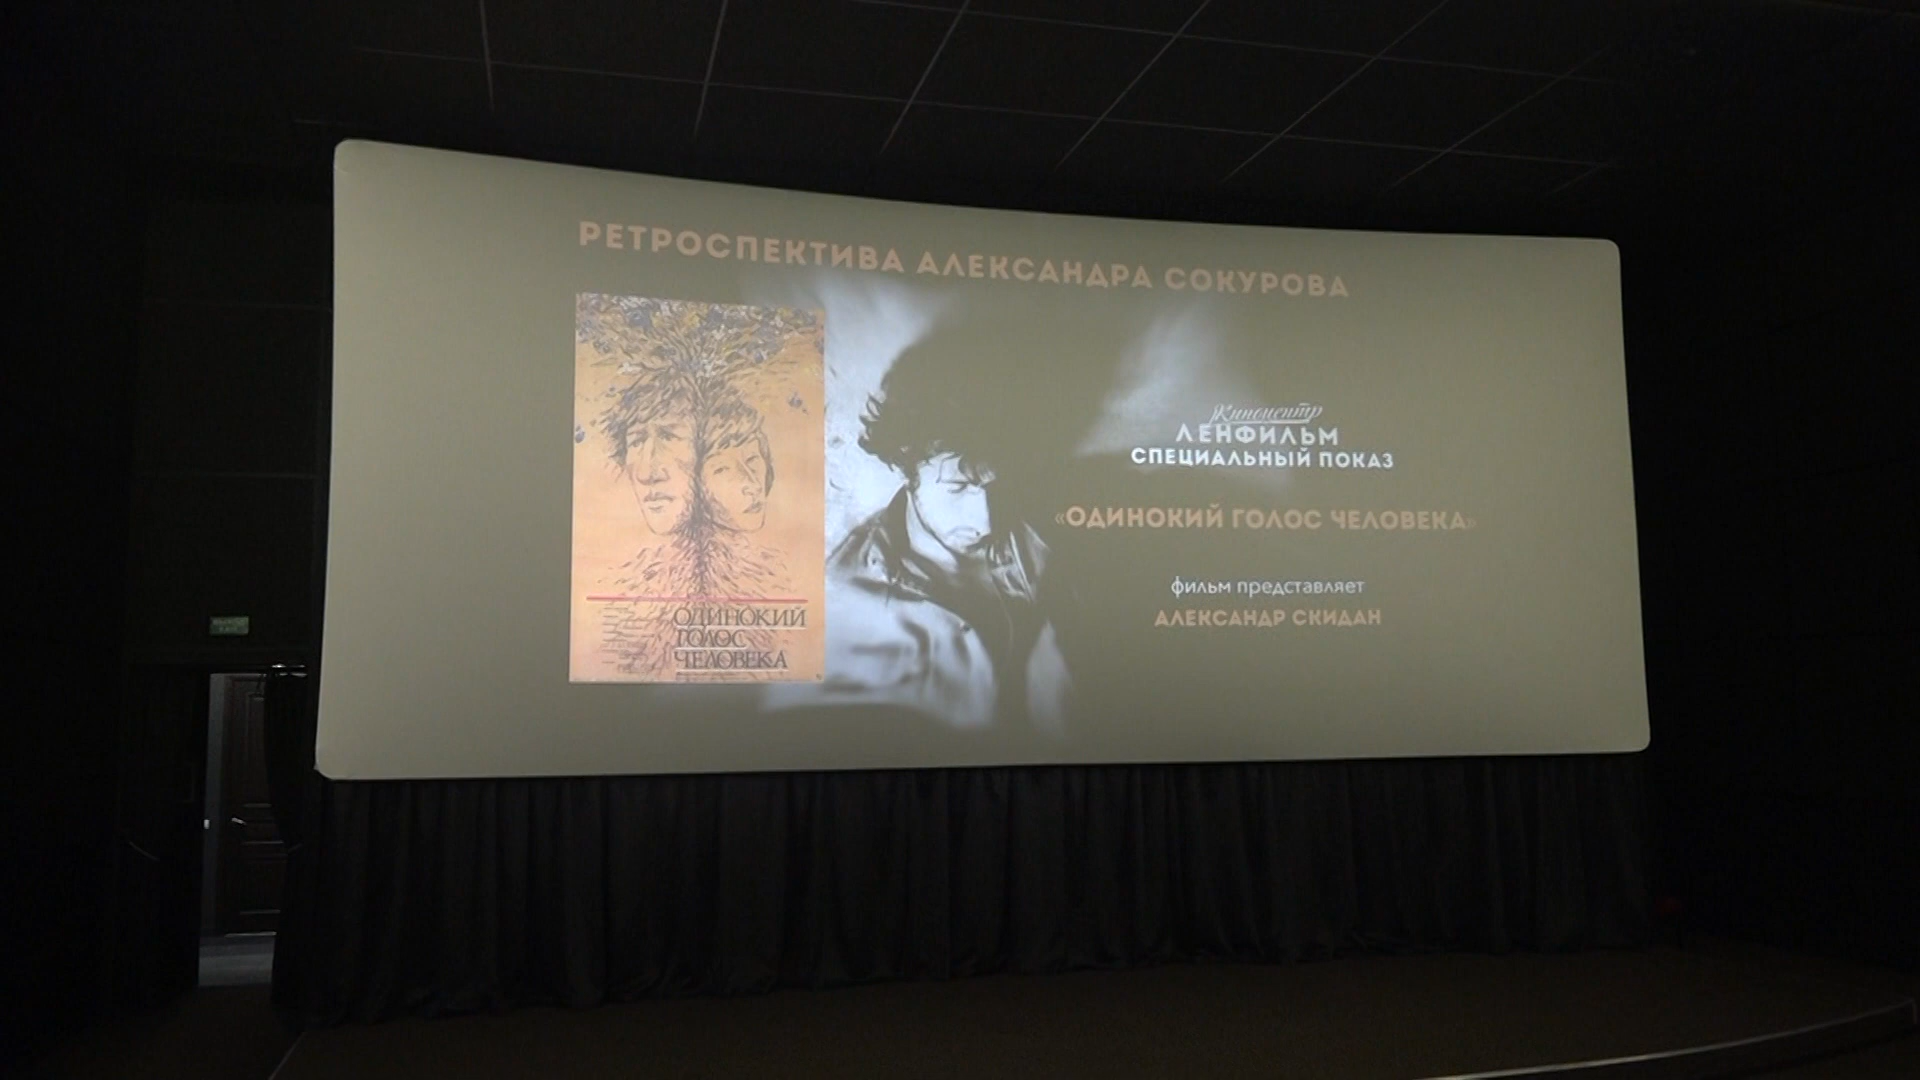 РЕТРОСПЕКТИВА АЛЕКСАНДРА СОКУРОВА
ОДИНОКИЙ
ГОЛОС
ЧЕЛОВЕКА
Киноцентр
ЛЕНФИЛЬМ
СПЕЦИАЛЬНЫЙ ПОКАЗ
«ОДИНОКИЙ ГОЛОС ЧЕЛОВЕКА»
фильм представляет
АЛЕКСАНДР СКИДАН